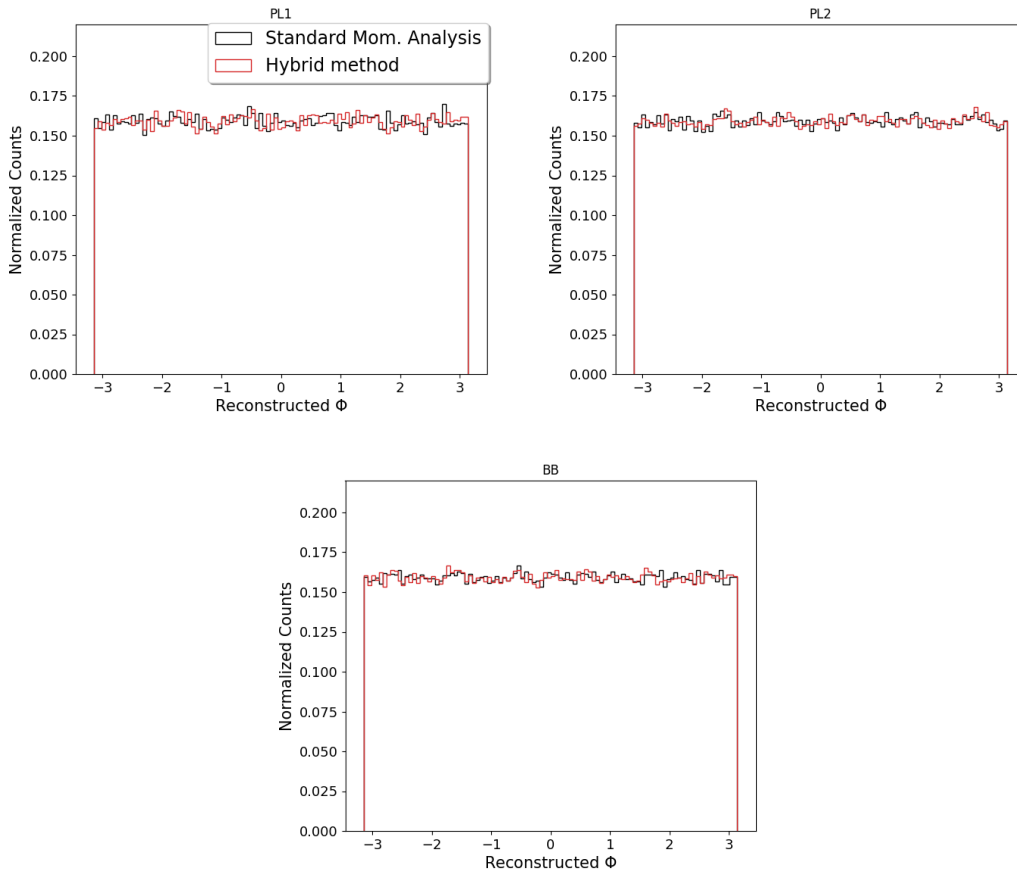 PL1
Standard Mom. Analysis
Hybrid method
0.200
0.175
0.150
0.125
0.100
0.075
0.050
0.025
0.000
Normalized Counts
−3 −2 −1 0 1 2 3
Reconstructed Φ
PL2
0.200
0.175
0.150
0.125
0.100
0.075
0.050
0.025
0.000
Normalized Counts
−3 −2 −1 0 1 2 3
Reconstructed Φ
BB
0.200
0.175
0.150
0.125
0.100
0.075
0.050
0.025
0.000
Normalized Counts
−3 −2 −1 0 1 2 3
Reconstructed Φ